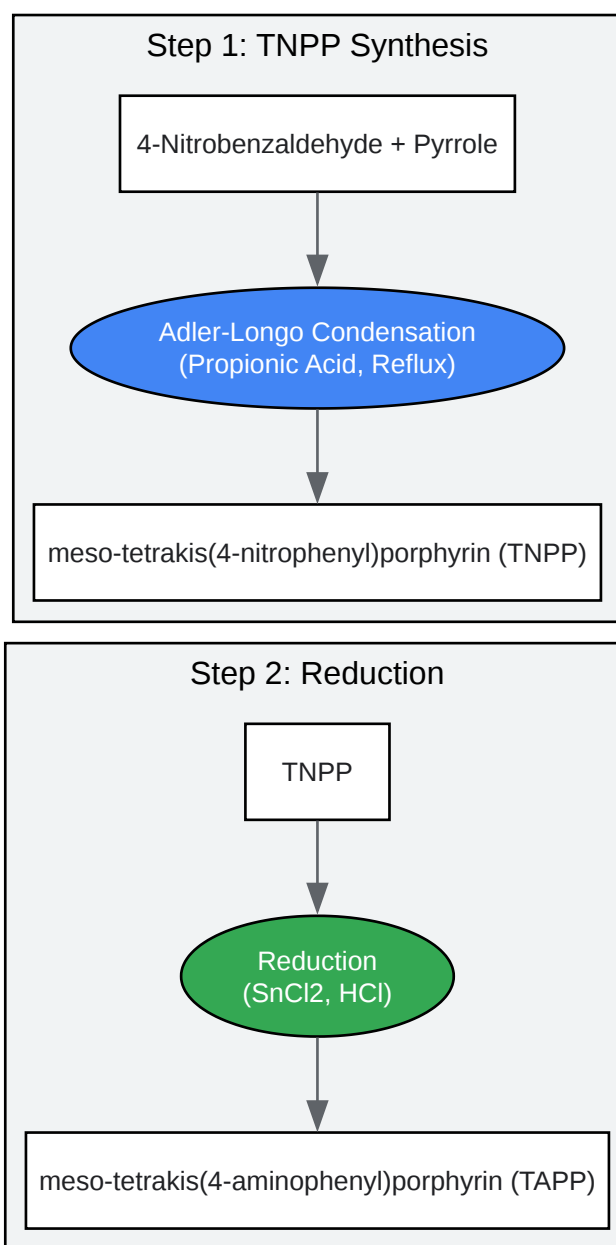 Step 1: TNPP Synthesis
4-Nitrobenzaldehyde + Pyrrole
Adler-Longo Condensation
(Propionic Acid, Reflux)
meso-tetrakis(4-nitrophenyl)porphyrin (TNPP)
Step 2: Reduction
TNPP
Reduction
(SnCl2, HCl)
meso-tetrakis(4-aminophenyl)porphyrin (TAPP)